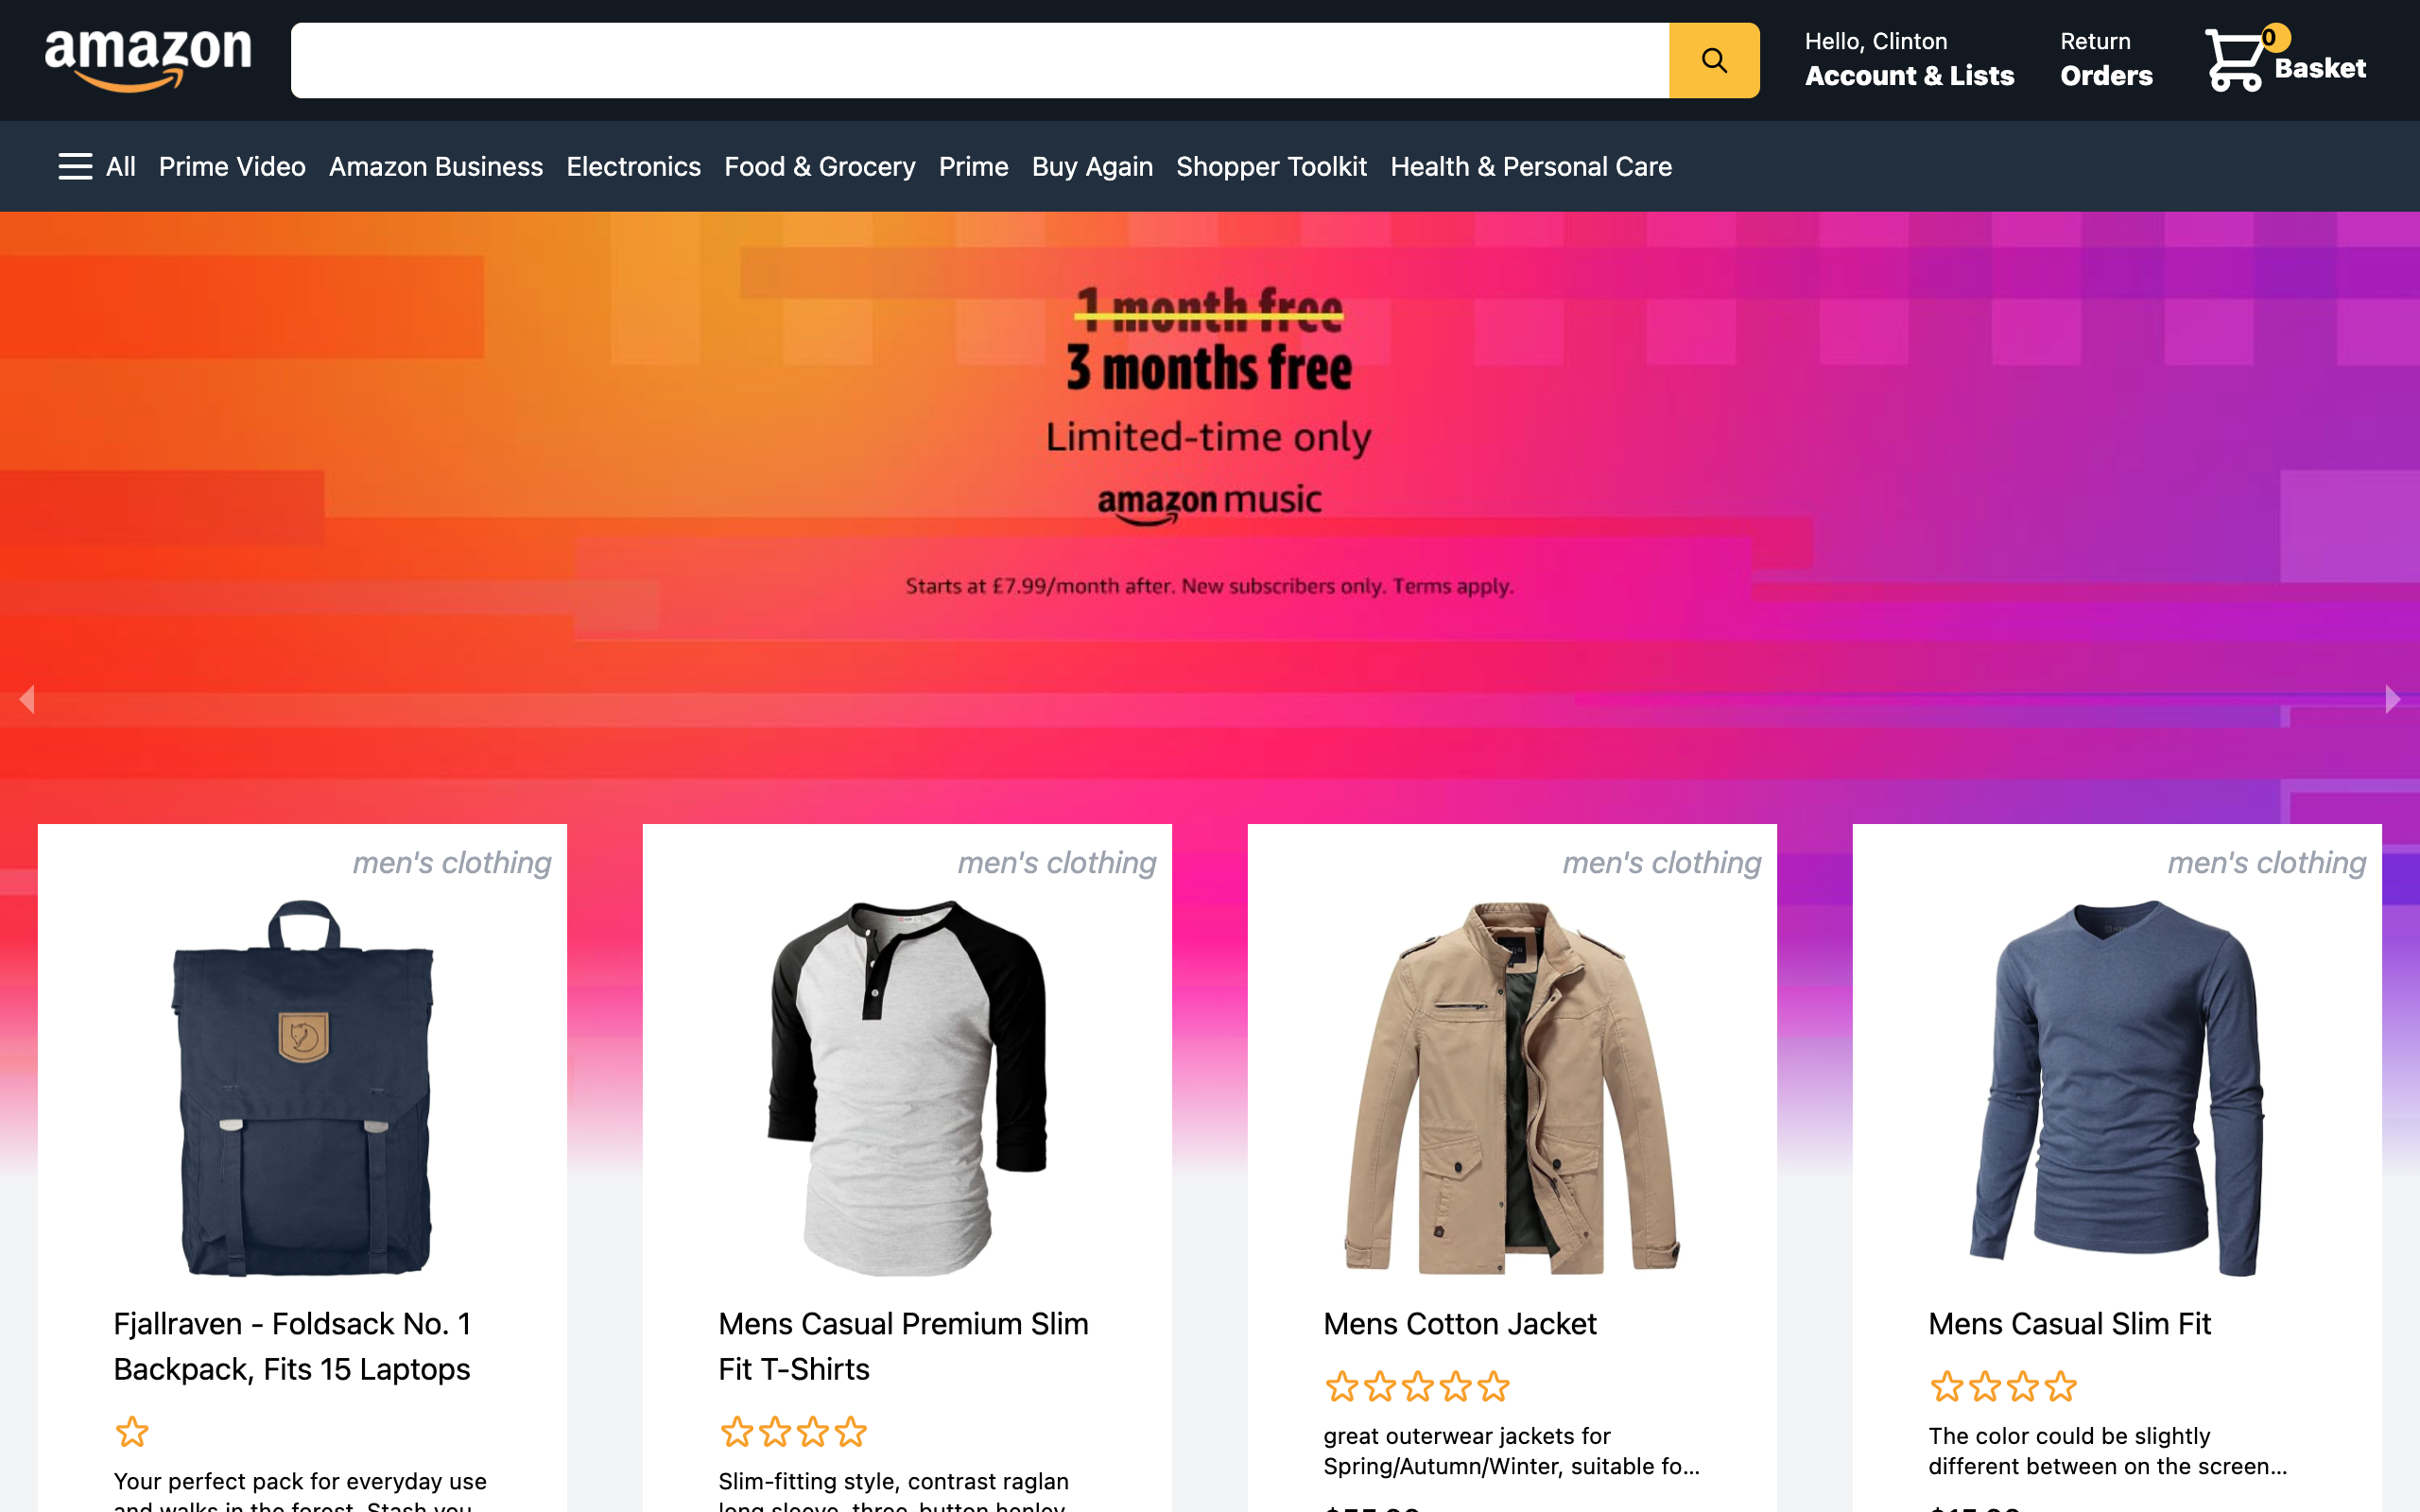 amazon
Hello, Clinton
Account & Lists
Return
Orders
0
Basket
All Prime Video Amazon Business Electronics Food & Grocery Prime Buy Again Shopper Toolkit Health & Personal Care
1 month free
3 months free
Limited-time only
amazon music
Starts at £7.99/month after. New subscribers only. Terms apply.
men's clothing
Fjallraven - Foldsack No. 1
Backpack, Fits 15 Laptops
Your perfect pack for everyday use
and walks in the forest. Stash you
men's clothing
Mens Casual Premium Slim
Fit T-Shirts
Slim-fitting style, contrast raglan
long sleeve, three-button henley
men's clothing
Mens Cotton Jacket
great outerwear jackets for
Spring/Autumn/Winter, suitable fo...
men's clothing
Mens Casual Slim Fit
The color could be slightly
different between on the screen...